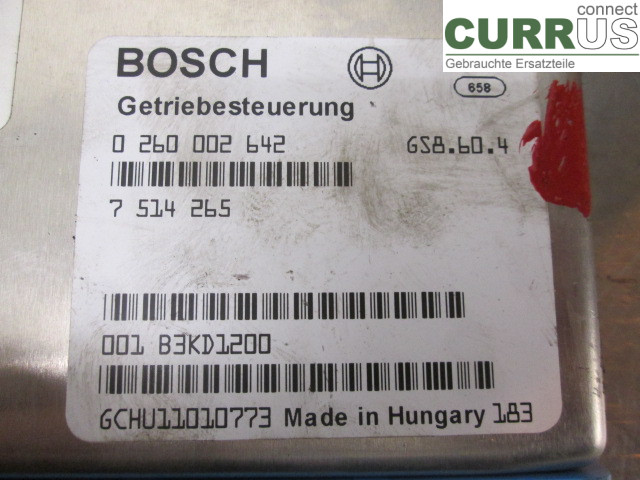 connect
CURRUS
Gebrauchte Ersatzteile
BOSCH
658
Getriebesteuerung
0 260 002 642 GS8.60.4
7 514 265
001 B3KD1200
GCHU11010773 Made in Hungary 183